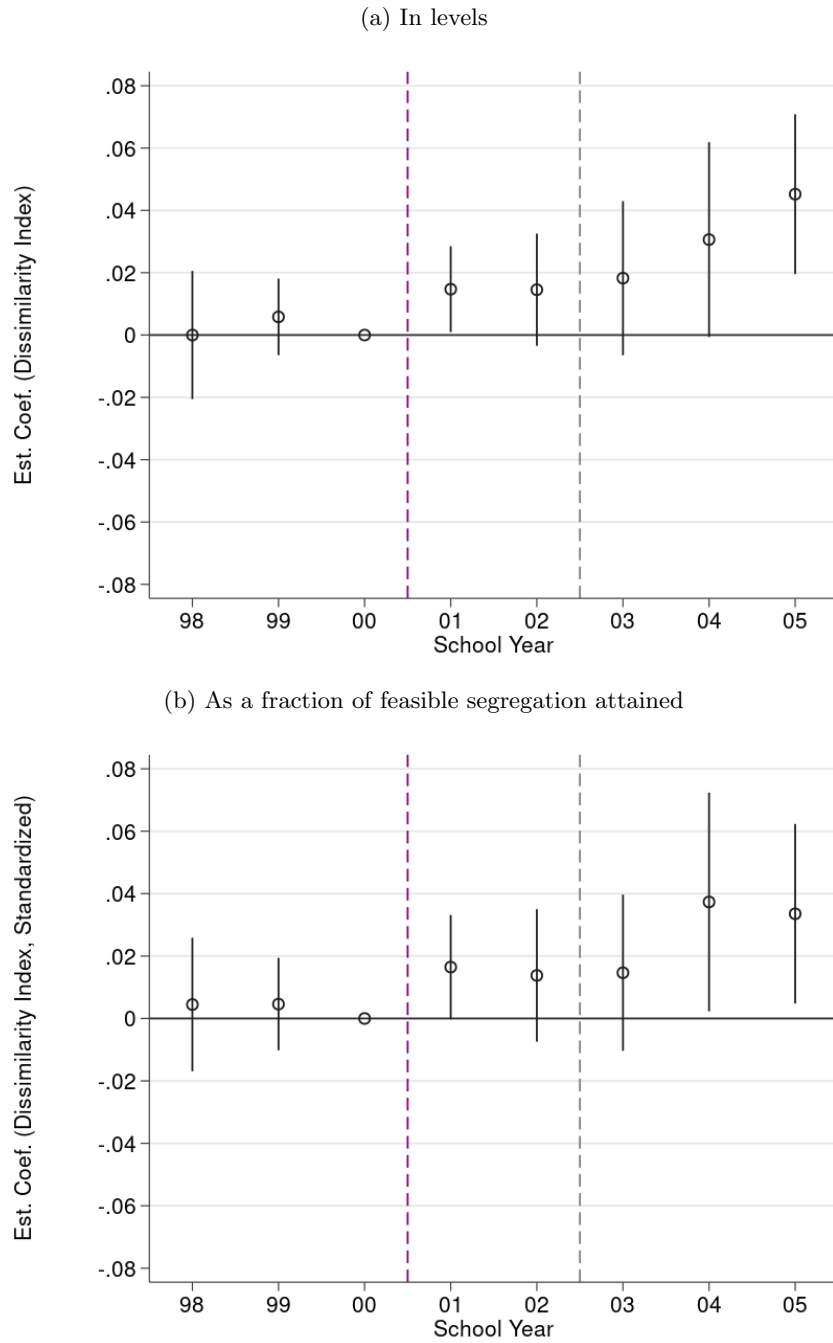 (a) In levels
Est. Coef. (Dissimilarity Index)
.08
.06
.04
.02
0
-.02
-.04
-.06
-.08
98 99 00 01 02 03 04 05
School Year
(b) As a fraction of feasible segregation attained
Est. Coef. (Dissimilarity Index, Standardized)
.08
.06
.04
.02
0
-.02
-.04
-.06
-.08
98 99 00 01 02 03 04 05
School Year